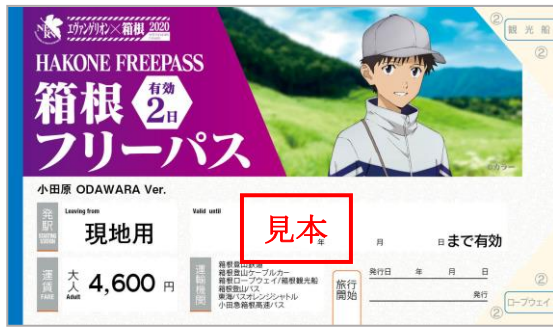 エヴァンゲリオン×箱根 2020
HAKONE FREEPASS
箱根 有効2日
フリーパス
②
観光船
②
©カラー
小田原 ODAWARA Ver.
発駅
Leaving from
現地用
Valid until
見本
年 月 日まで有効
運賃
FARE
大人
Adult
4,600 円
運転機関
箱根登山鉄道
箱根登山ケーブルカー
箱根ロープウェイ/箱根観光船
箱根登山バス
東海バスオレンジシャトル
小田急箱根高速バス
旅行開始
発行日 年 月 日
発行
②
ロープウェイ
②